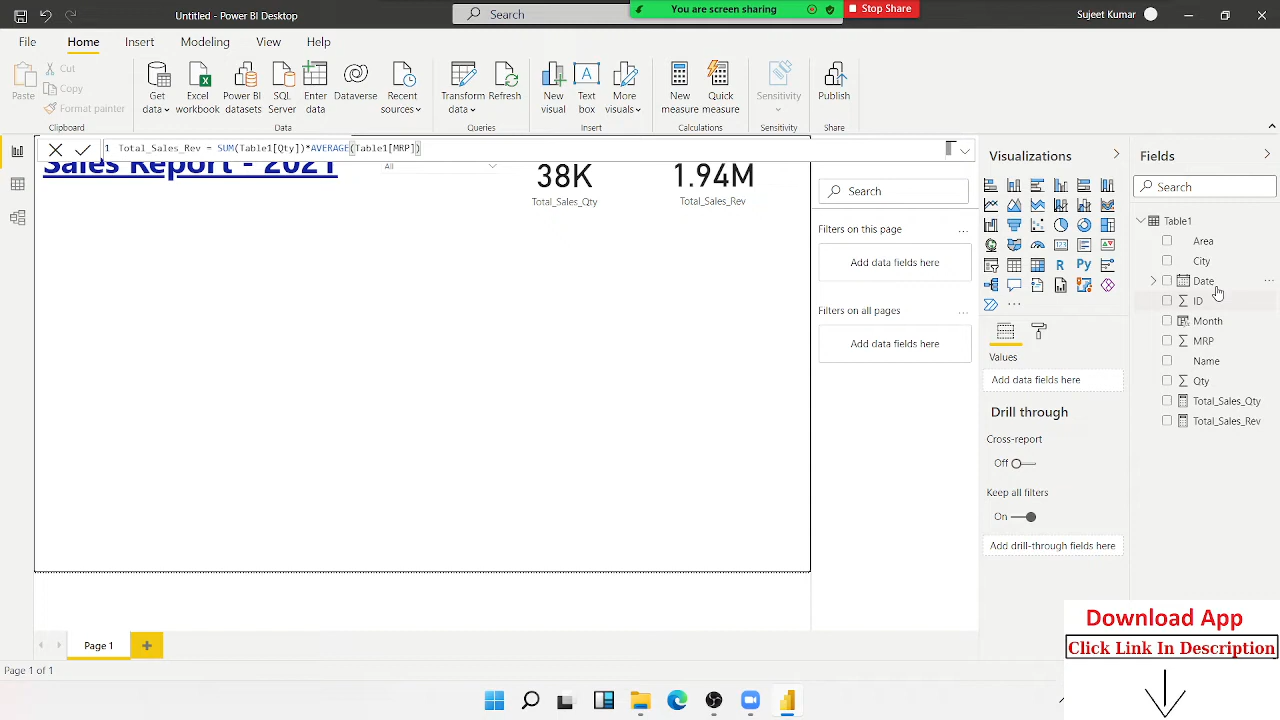 Untitled - Power BI Desktop
Search
You are screen sharing
Stop Share
Sujeet Kumar
File
Home
Insert
Modeling
View
Help
Paste
Cut
Copy
Format painter
Clipboard
Get data
Excel workbook
Power BI datasets
SQL Server
Enter data
Dataverse
Recent sources
Data
Transform data
Refresh
Queries
New visual
Text box
More visuals
Insert
New measure
Quick measure
Calculations
Sensitivity
Sensitivity
Publish
Share
1 Total_Sales_Rev = SUM(Table1[Qty])*AVERAGE(Table1[MRP])
Sales Report - 2021
All
38K
Total_Sales_Qty
1.94M
Total_Sales_Rev
Search
Filters on this page
...
Add data fields here
Filters on all pages
...
Add data fields here
Visualizations
R
Py
123
...
Values
Add data fields here
Drill through
Cross-report
Off
Keep all filters
On
Add drill-through fields here
Fields
Search
Table1
Area
City
Date
...
ID
Month
MRP
Name
Qty
Total_Sales_Qty
Total_Sales_Rev
Page 1
Page 1 of 1
Download App
Click Link In Description